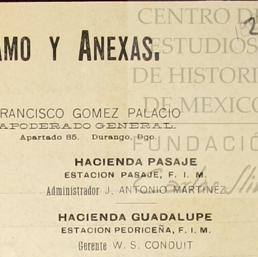 CENTRO DE
ESTUDIOS
DE HISTORI
DE MEXICO
FUNDACIÓN
AMO Y ANEXAS.
FRANCISCO GOMEZ PALACIO
APODERADO GENERAL.
Apartado 85. Durango, Dgo.
HACIENDA PASAJE
ESTACION PASAJE, F. I. M.
Administrador J. ANTONIO MARTINEZ
HACIENDA GUADALUPE
ESTACION PEDRICEÑA, F. I. M.
Gerente W. S. CONDUIT